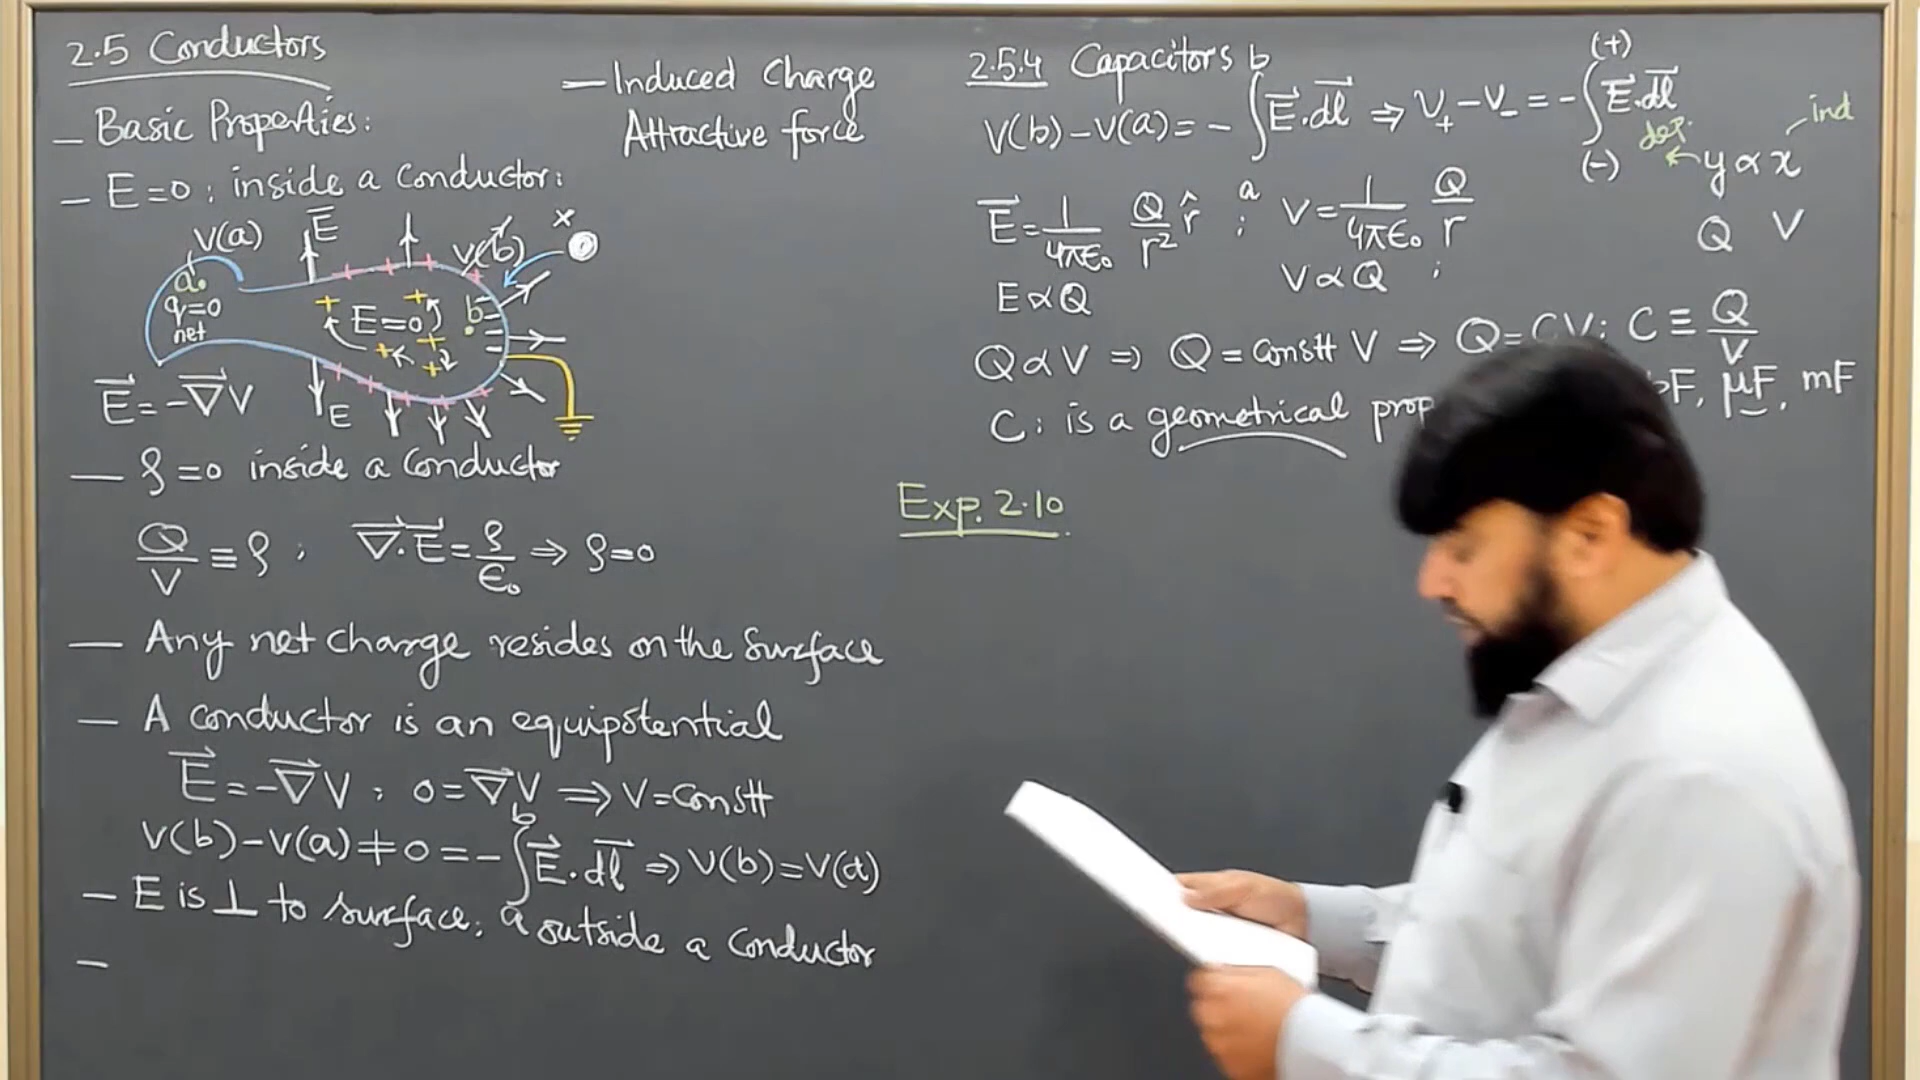 2.5 Conductors
— Basic Properties:
— E=0: inside a Conductor:
V(a) E V(b) x
a. q=0 net
E=0 b
E⃗=-∇⃗V E
— ρ=0 inside a Conductor
Q/V ≡ ρ, ∇⃗.E⃗=ρ/ε₀ ⇒ ρ=0
— Any net charge resides on the surface
— A conductor is an equipotential
E⃗=-∇⃗V, 0=∇⃗V ⇒ V=constt
V(b)-V(a)≠0=-∫ₐᵇE⃗.dl⃗ ⇒ V(b)=V(a)
— E is ⊥ to surface: outside a conductor
—
— Induced Charge
Attractive force
2.5.4 Capacitors
V(b)-V(a)=-∫ₐᵇE⃗.dl⃗ ⇒ V₊-V₋=-∫₍₋₎⁽⁺⁾E⃗.dl⃗
ind
dep. ← y∝x
Q V
E⃗=1/4πε₀ Q/r² r̂ ; V=1/4πε₀ Q/r
E∝Q V∝Q ;
Q∝V ⇒ Q=constt V ⇒ Q=CV; C≡Q/V
C: is a geometrical F, μF, mF
Exp. 2.10